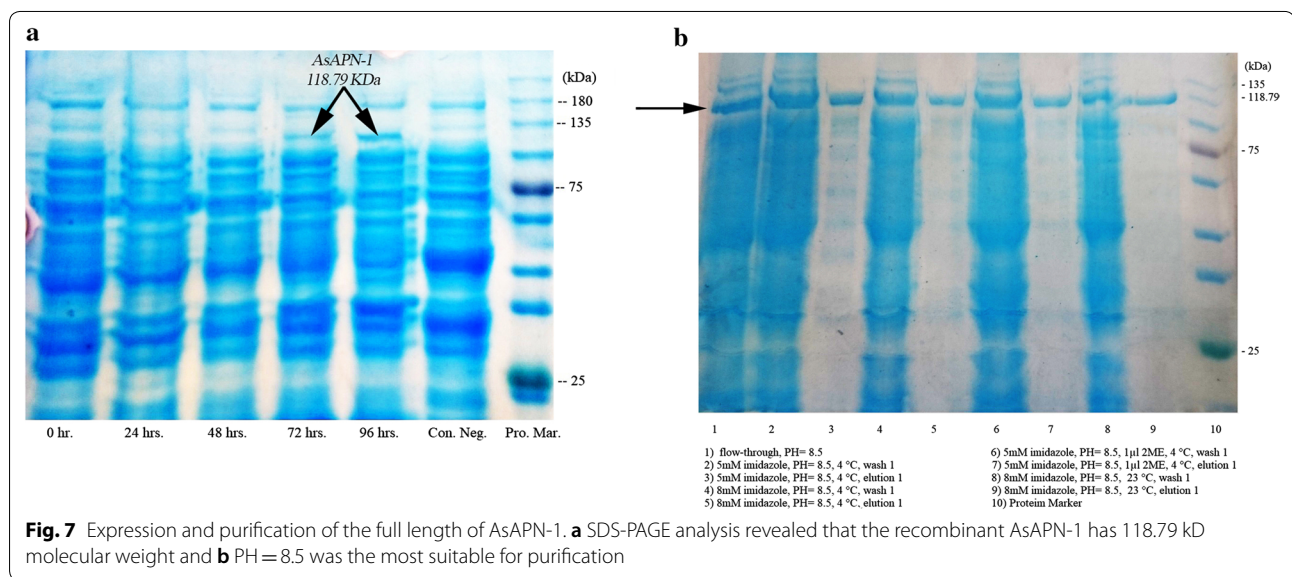 a
AsAPN-1
118.79 KDa
(kDa)
-- 180
-- 135
-- 75
-- 25
0 hr. 24 hrs. 48 hrs. 72 hrs. 96 hrs. Con. Neg. Pro. Mar.
b
(kDa)
- 135
- 118.79
- 75
- 25
1 2 3 4 5 6 7 8 9 10
1) flow-through, PH= 8.5
2) 5mM imidazole, PH= 8.5, 4 °C, wash 1
3) 5mM imidazole, PH= 8.5, 4 °C, elution 1
4) 8mM imidazole, PH= 8.5, 4 °C, wash 1
5) 8mM imidazole, PH= 8.5, 4 °C, elution 1
6) 5mM imidazole, PH= 8.5, 1µl 2ME, 4 °C, wash 1
7) 5mM imidazole, PH= 8.5, 1µl 2ME, 4 °C, elution 1
8) 8mM imidazole, PH= 8.5, 23 °C, wash 1
9) 8mM imidazole, PH= 8.5, 23 °C, elution 1
10) Proteim Marker
Fig. 7 Expression and purification of the full length of AsAPN-1. a SDS-PAGE analysis revealed that the recombinant AsAPN-1 has 118.79 kD
molecular weight and b PH = 8.5 was the most suitable for purification